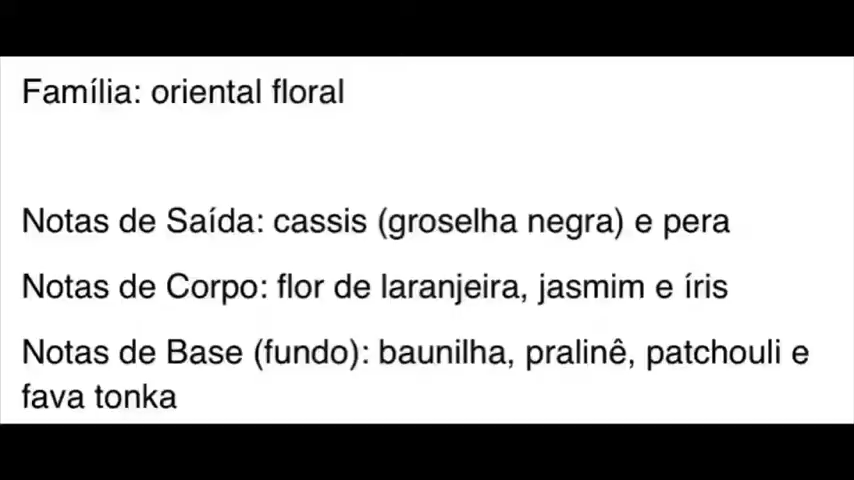 Família: oriental floral
Notas de Saída: cassis (groselha negra) e pera
Notas de Corpo: flor de laranjeira, jasmim e íris
Notas de Base (fundo): baunilha, pralinê, patchouli e
fava tonka